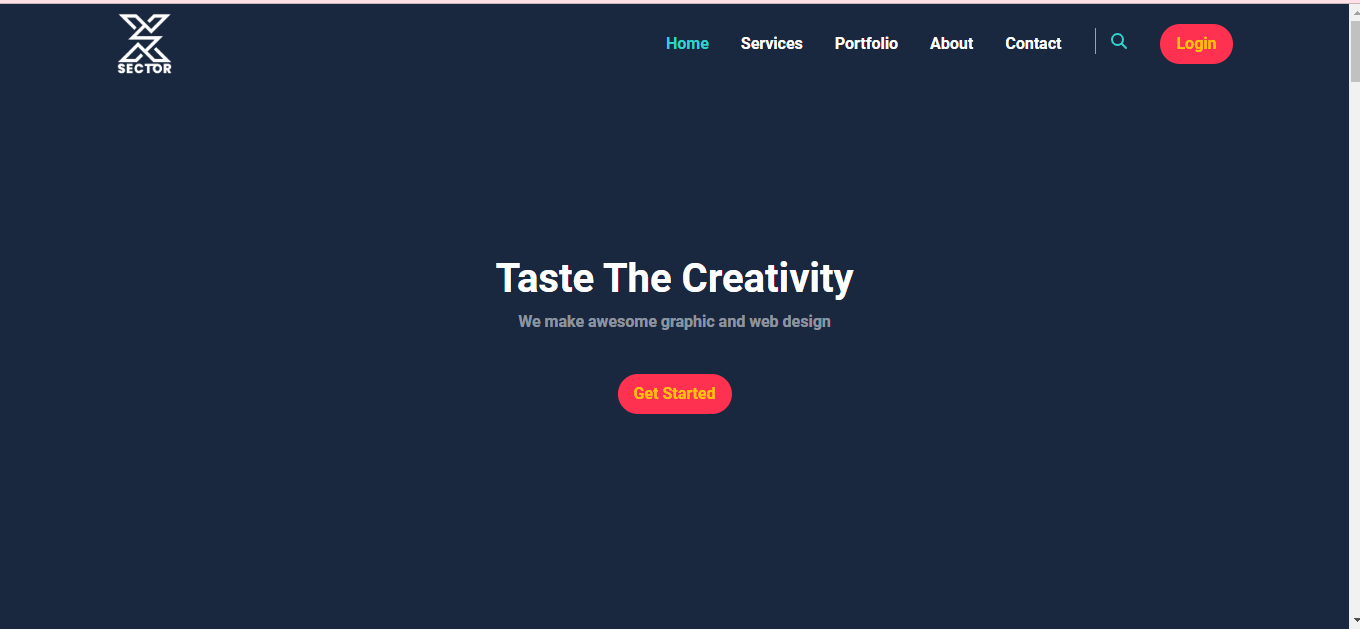 SECTOR
Home Services Portfolio About Contact Login
Taste The Creativity
We make awesome graphic and web design
Get Started